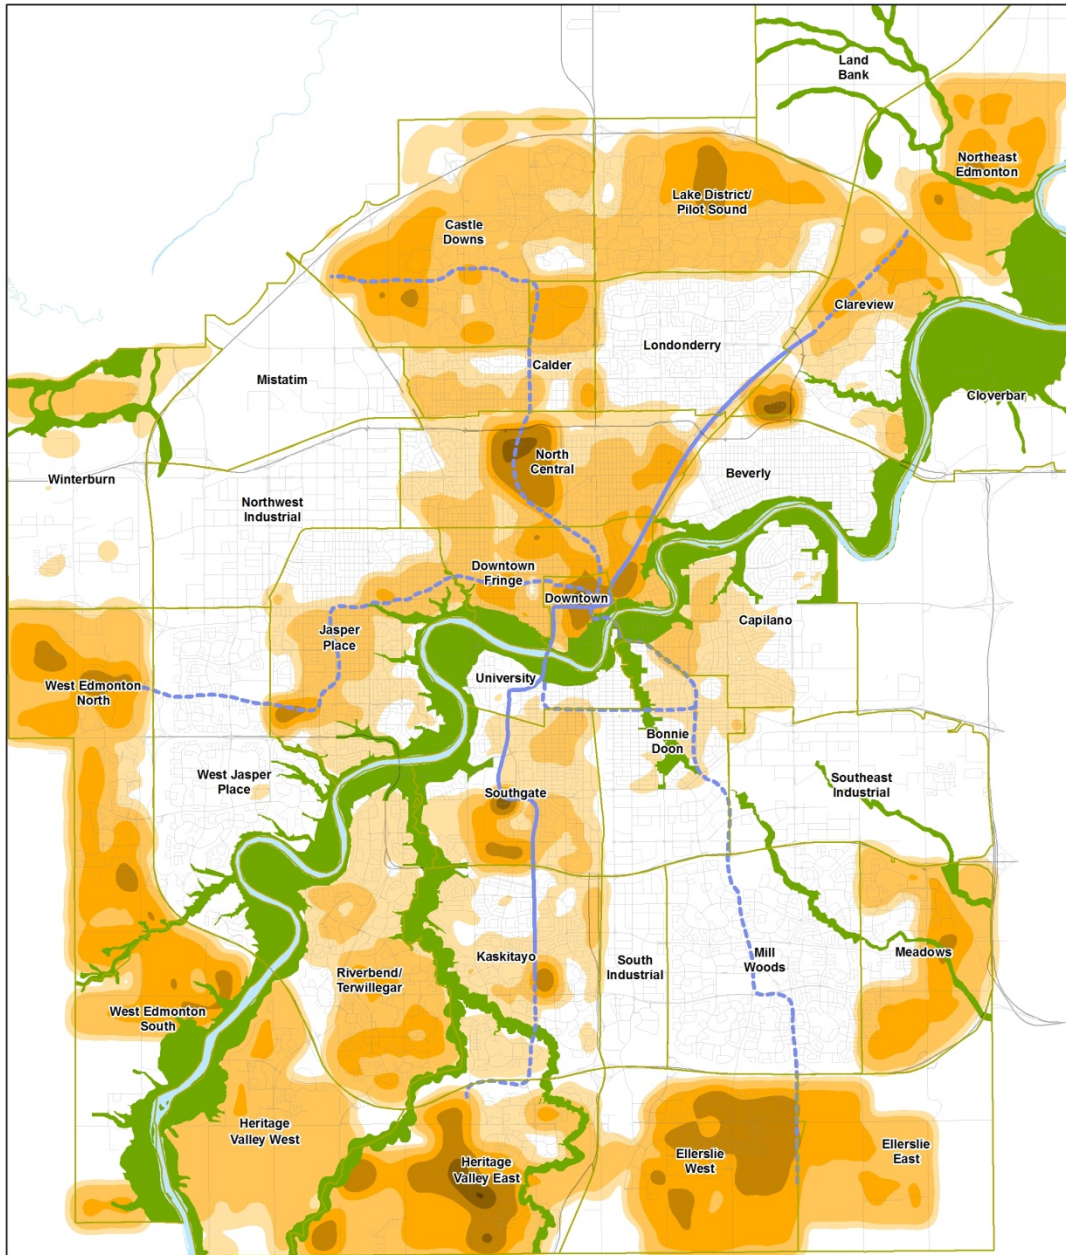 Land
Bank
Northeast
Edmonton
Lake District/
Pilot Sound
Castle
Downs
Clareview
Londonderry
Calder
Mistatim
Cloverbar
North
Central
Beverly
Winterburn
Northwest
Industrial
Downtown
Fringe
Downtown
Capilano
Jasper
Place
University
West Edmonton
North
Bonnie
Doon
West Jasper
Place
Southgate
Southeast
Industrial
Kaskitayo
South
Industrial
Mill
Woods
Meadows
Riverbend/
Terwillegar
West Edmonton
South
Heritage
Valley West
Heritage
Valley East
Ellerslie
West
Ellerslie
East